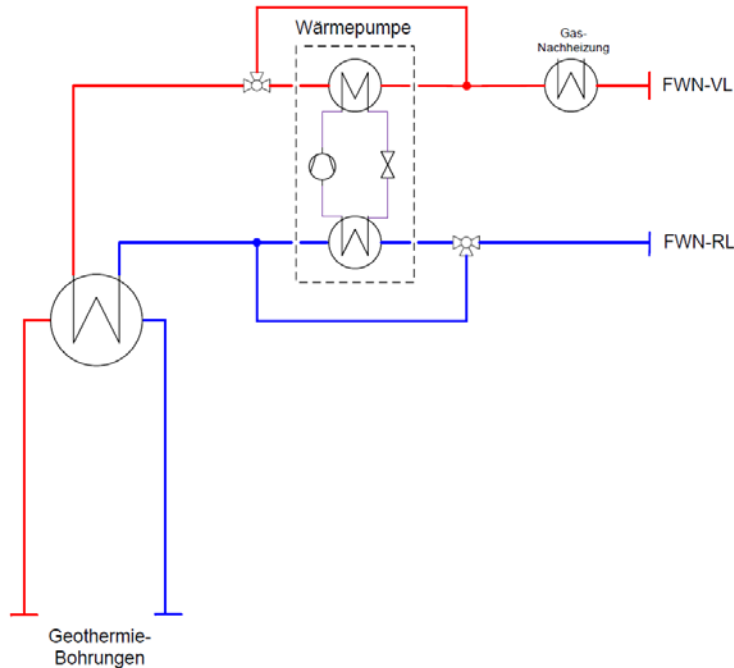 Wärmepumpe
Gas-
Nachheizung
FWN-VL
FWN-RL
Geothermie-
Bohrungen